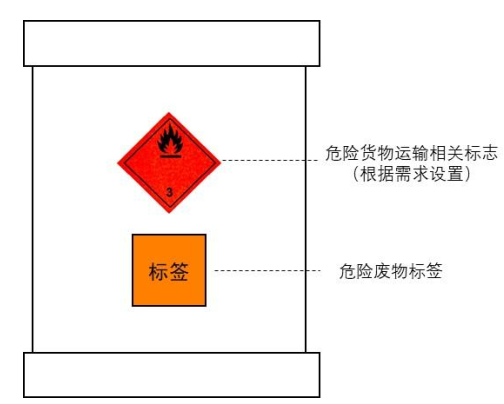 危险货物运输相关标志
（根据需求设置）
3
标签
危险废物标签